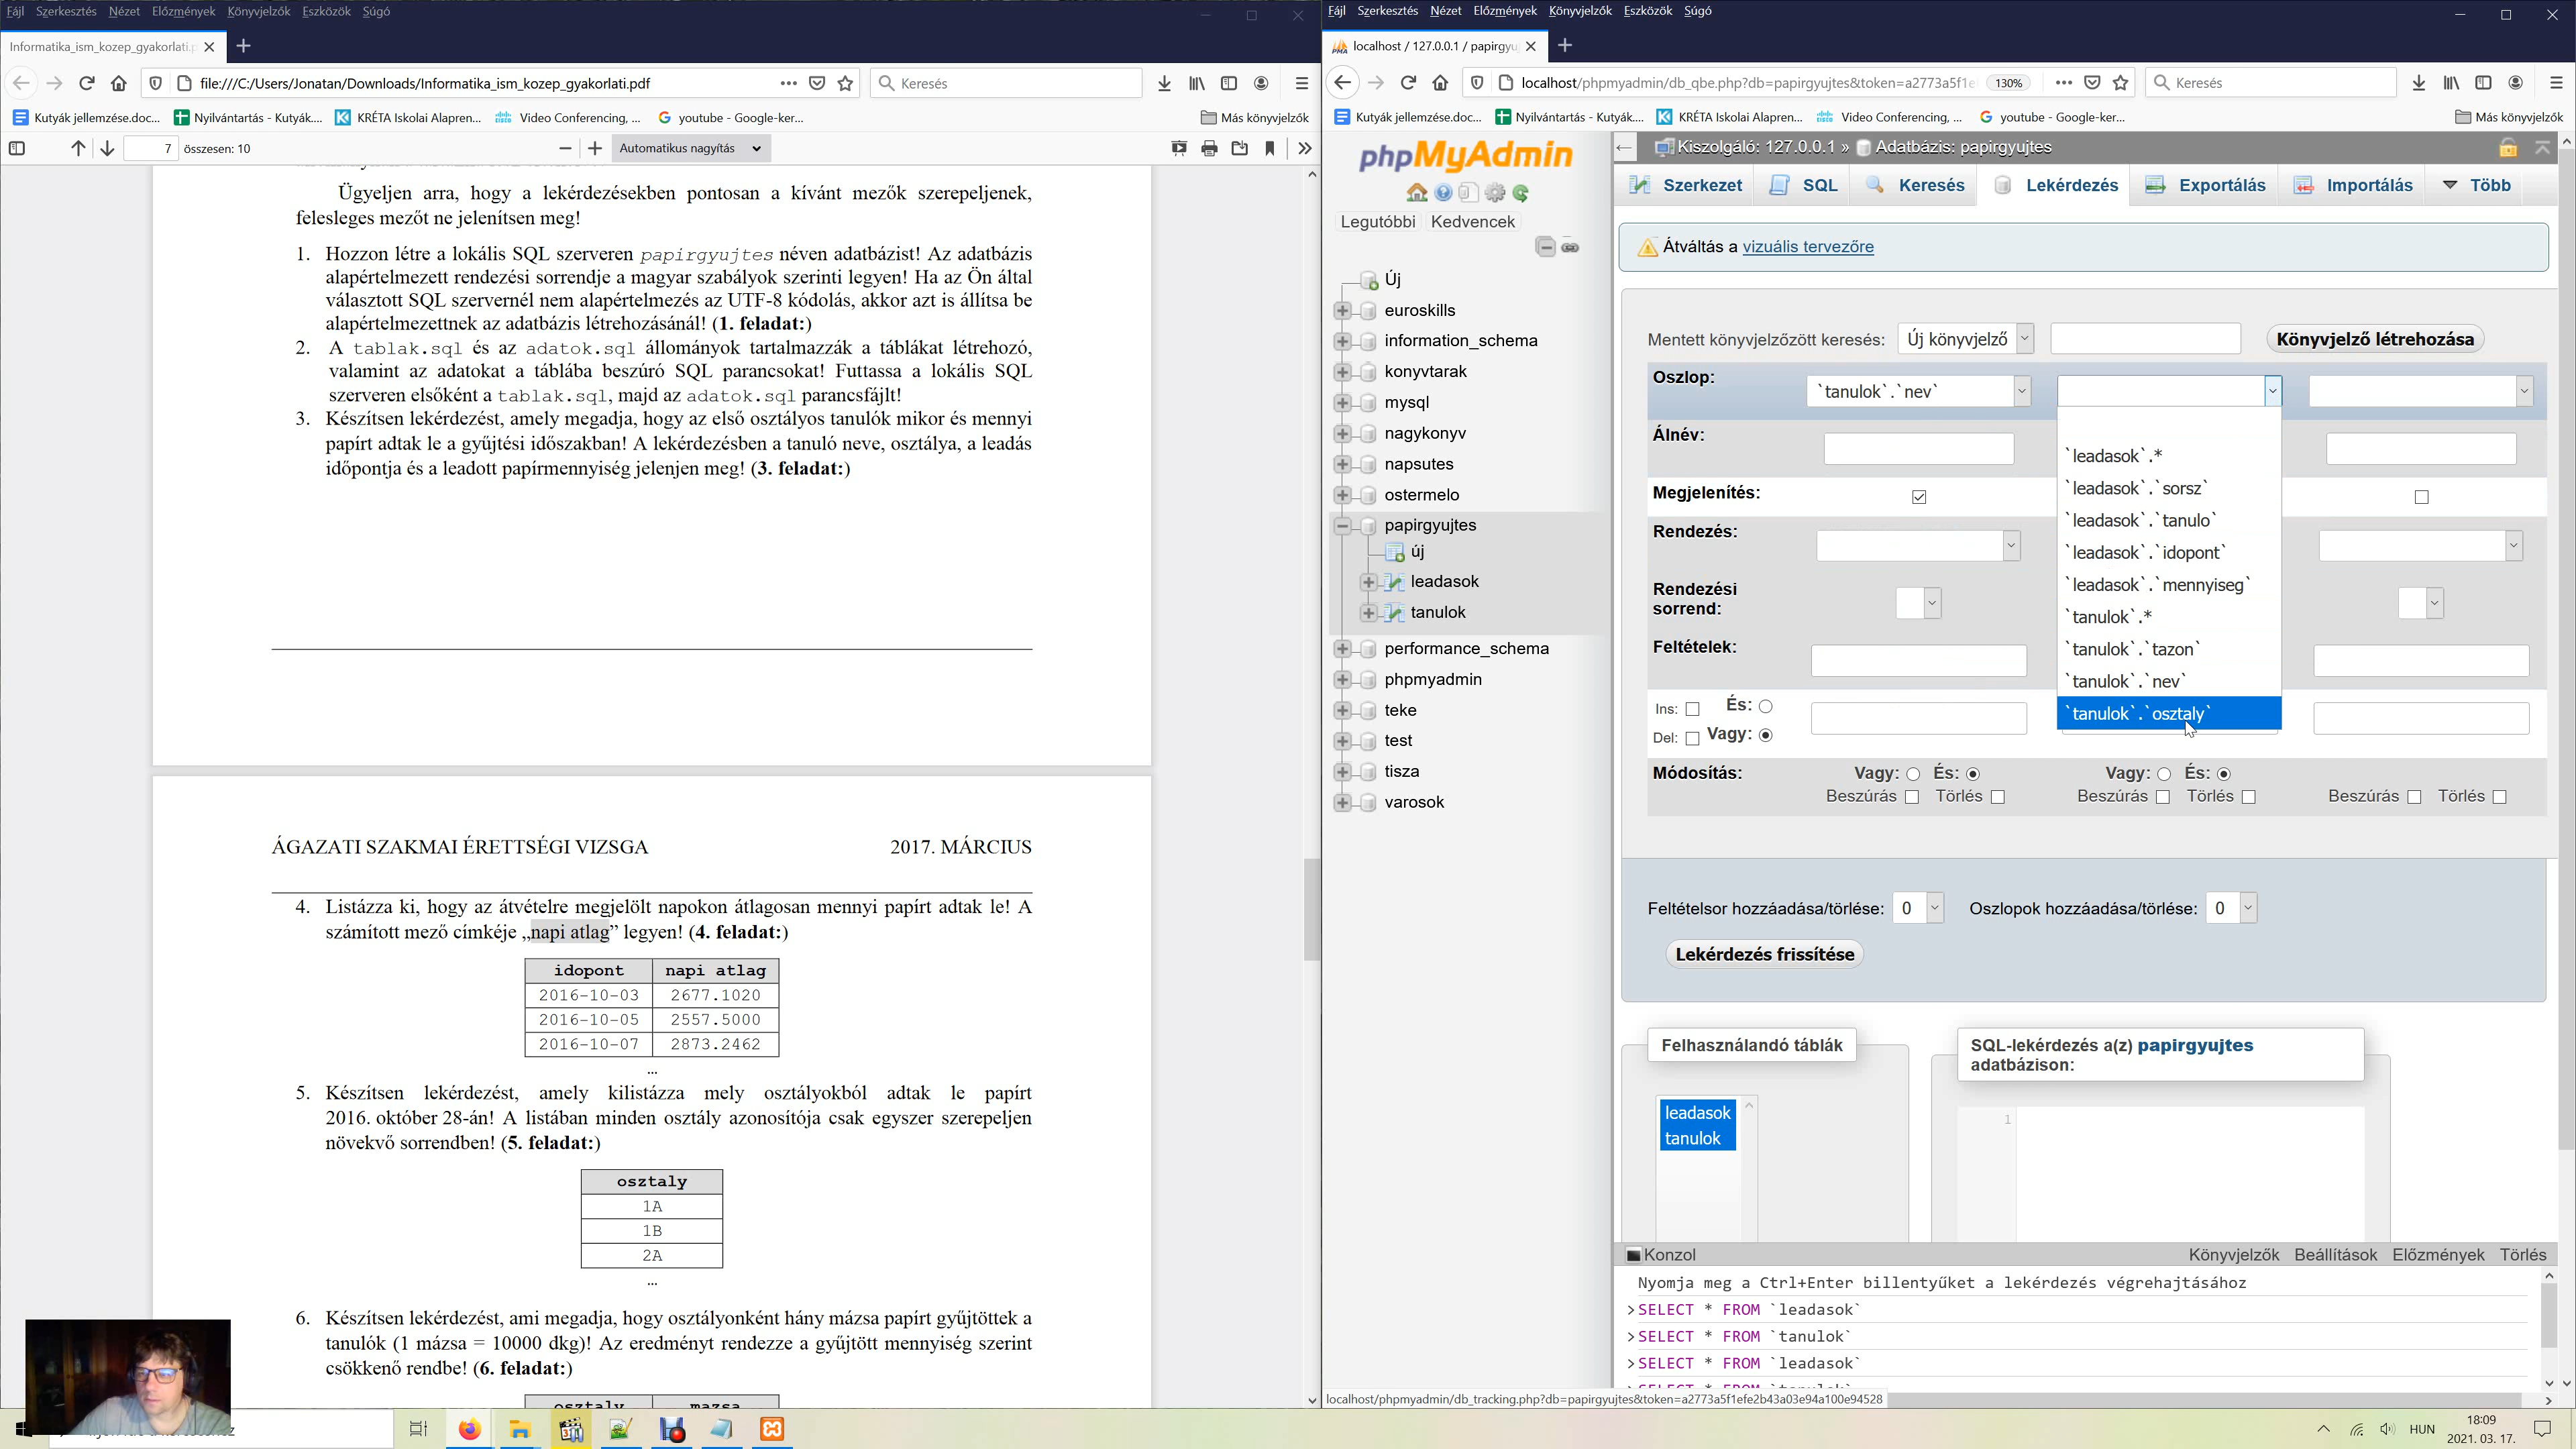 Fájl Szerkesztés Nézet Előzmények Könyvjelzők Eszközök Súgó
Informatika_ism_kozep_gyakorlati.p
file:///C:/Users/Jonatan/Downloads/Informatika_ism_kozep_gyakorlati.pdf
Keresés
Kutyák jellemzése.doc...
Nyilvántartás - Kutyák....
KRÉTA Iskolai Alapren...
Video Conferencing, ...
youtube - Google-ker...
Más könyvjelzők
7 összesen: 10
Automatikus nagyítás
Ügyeljen arra, hogy a lekérdezésekben pontosan a kívánt mezők szerepeljenek,
felesleges mezőt ne jelenítsen meg!
1. Hozzon létre a lokális SQL szerveren papirgyujtes néven adatbázist! Az adatbázis
alapértelmezett rendezési sorrendje a magyar szabályok szerinti legyen! Ha az Ön által
választott SQL szervernél nem alapértelmezés az UTF-8 kódolás, akkor azt is állítsa be
alapértelmezettnek az adatbázis létrehozásánál! (1. feladat:)
2. A tablak.sql és az adatok.sql állományok tartalmazzák a táblákat létrehozó,
valamint az adatokat a táblába beszúró SQL parancsokat! Futtassa a lokális SQL
szerveren elsőként a tablak.sql, majd az adatok.sql parancsfájlt!
3. Készítsen lekérdezést, amely megadja, hogy az első osztályos tanulók mikor és mennyi
papírt adtak le a gyűjtési időszakban! A lekérdezésben a tanuló neve, osztálya, a leadás
időpontja és a leadott papírmennyiség jelenjen meg! (3. feladat:)
ÁGAZATI SZAKMAI ÉRETTSÉGI VIZSGA 2017. MÁRCIUS
4. Listázza ki, hogy az átvételre megjelölt napokon átlagosan mennyi papírt adtak le! A
számított mező címkéje „napi atlag” legyen! (4. feladat:)
idopont napi atlag
2016-10-03 2677.1020
2016-10-05 2557.5000
2016-10-07 2873.2462
...
5. Készítsen lekérdezést, amely kilistázza mely osztályokból adtak le papírt
2016. október 28-án! A listában minden osztály azonosítója csak egyszer szerepeljen
növekvő sorrendben! (5. feladat:)
osztaly
1A
1B
2A
...
6. Készítsen lekérdezést, ami megadja, hogy osztályonként hány mázsa papírt gyűjtöttek a
tanulók (1 mázsa = 10000 dkg)! Az eredményt rendezze a gyűjtött mennyiség szerint
csökkenő rendbe! (6. feladat:)
osztaly mazsa
Fájl Szerkesztés Nézet Előzmények Könyvjelzők Eszközök Súgó
localhost / 127.0.0.1 / papirgyu
localhost/phpmyadmin/db_qbe.php?db=papirgyujtes&token=a2773a5f1e 130%
Keresés
Kutyák jellemzése.doc...
Nyilvántartás - Kutyák....
KRÉTA Iskolai Alapren...
Video Conferencing, ...
youtube - Google-ker...
Más könyvjelzők
phpMyAdmin
Legutóbbi Kedvencek
Új
euroskills
information_schema
konyvtarak
mysql
nagykonyv
napsutes
ostermelo
papirgyujtes
új
leadasok
tanulok
performance_schema
phpmyadmin
teke
test
tisza
varosok
Kiszolgáló: 127.0.0.1 » Adatbázis: papirgyujtes
Szerkezet SQL Keresés Lekérdezés Exportálás Importálás Több
Átváltás a vizuális tervezőre
Mentett könyvjelzőzött keresés: Új könyvjelző Könyvjelző létrehozása
Oszlop: `tanulok`.`nev`
Álnév:
Megjelenítés:
Rendezés:
Rendezési
sorrend:
Feltételek:
`leadasok`.*
`leadasok`.`sorsz`
`leadasok`.`tanulo`
`leadasok`.`idopont`
`leadasok`.`mennyiseg`
`tanulok`.*
`tanulok`.`tazon`
`tanulok`.`nev`
`tanulok`.`osztaly`
Ins: És:
Del: Vagy:
Módosítás: Vagy: És: Vagy: És:
Beszúrás Törlés Beszúrás Törlés Beszúrás Törlés
Feltételsor hozzáadása/törlése: 0 Oszlopok hozzáadása/törlése: 0
Lekérdezés frissítése
Felhasználandó táblák
leadasok
tanulok
SQL-lekérdezés a(z) papirgyujtes
adatbázison:
1
Konzol Könyvjelzők Beállítások Előzmények Törlés
Nyomja meg a Ctrl+Enter billentyűket a lekérdezés végrehajtásához
>SELECT * FROM `leadasok`
>SELECT * FROM `tanulok`
>SELECT * FROM `leadasok`
localhost/phpmyadmin/db_tracking.php?db=papirgyujtes&token=a2773a5f1efe2b43a03e94a100e94528
HUN
18:09
2021. 03. 17.